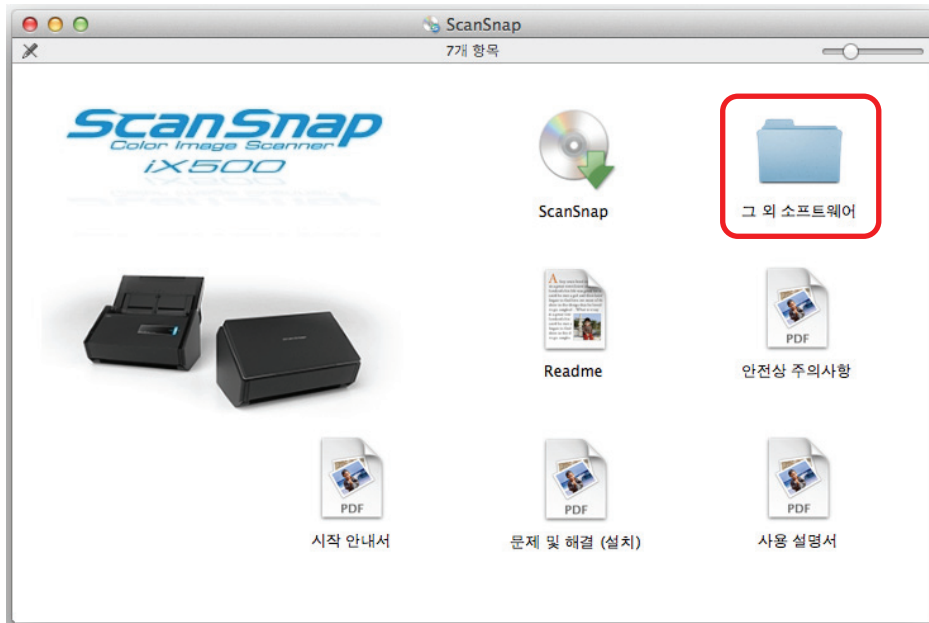 ScanSnap
7개 항목
ScanSnap
Color Image Scanner
iX500
ScanSnap
그 외 소프트웨어
Readme
PDF
안전상 주의사항
PDF
시작 안내서
PDF
문제 및 해결 (설치)
PDF
사용 설명서